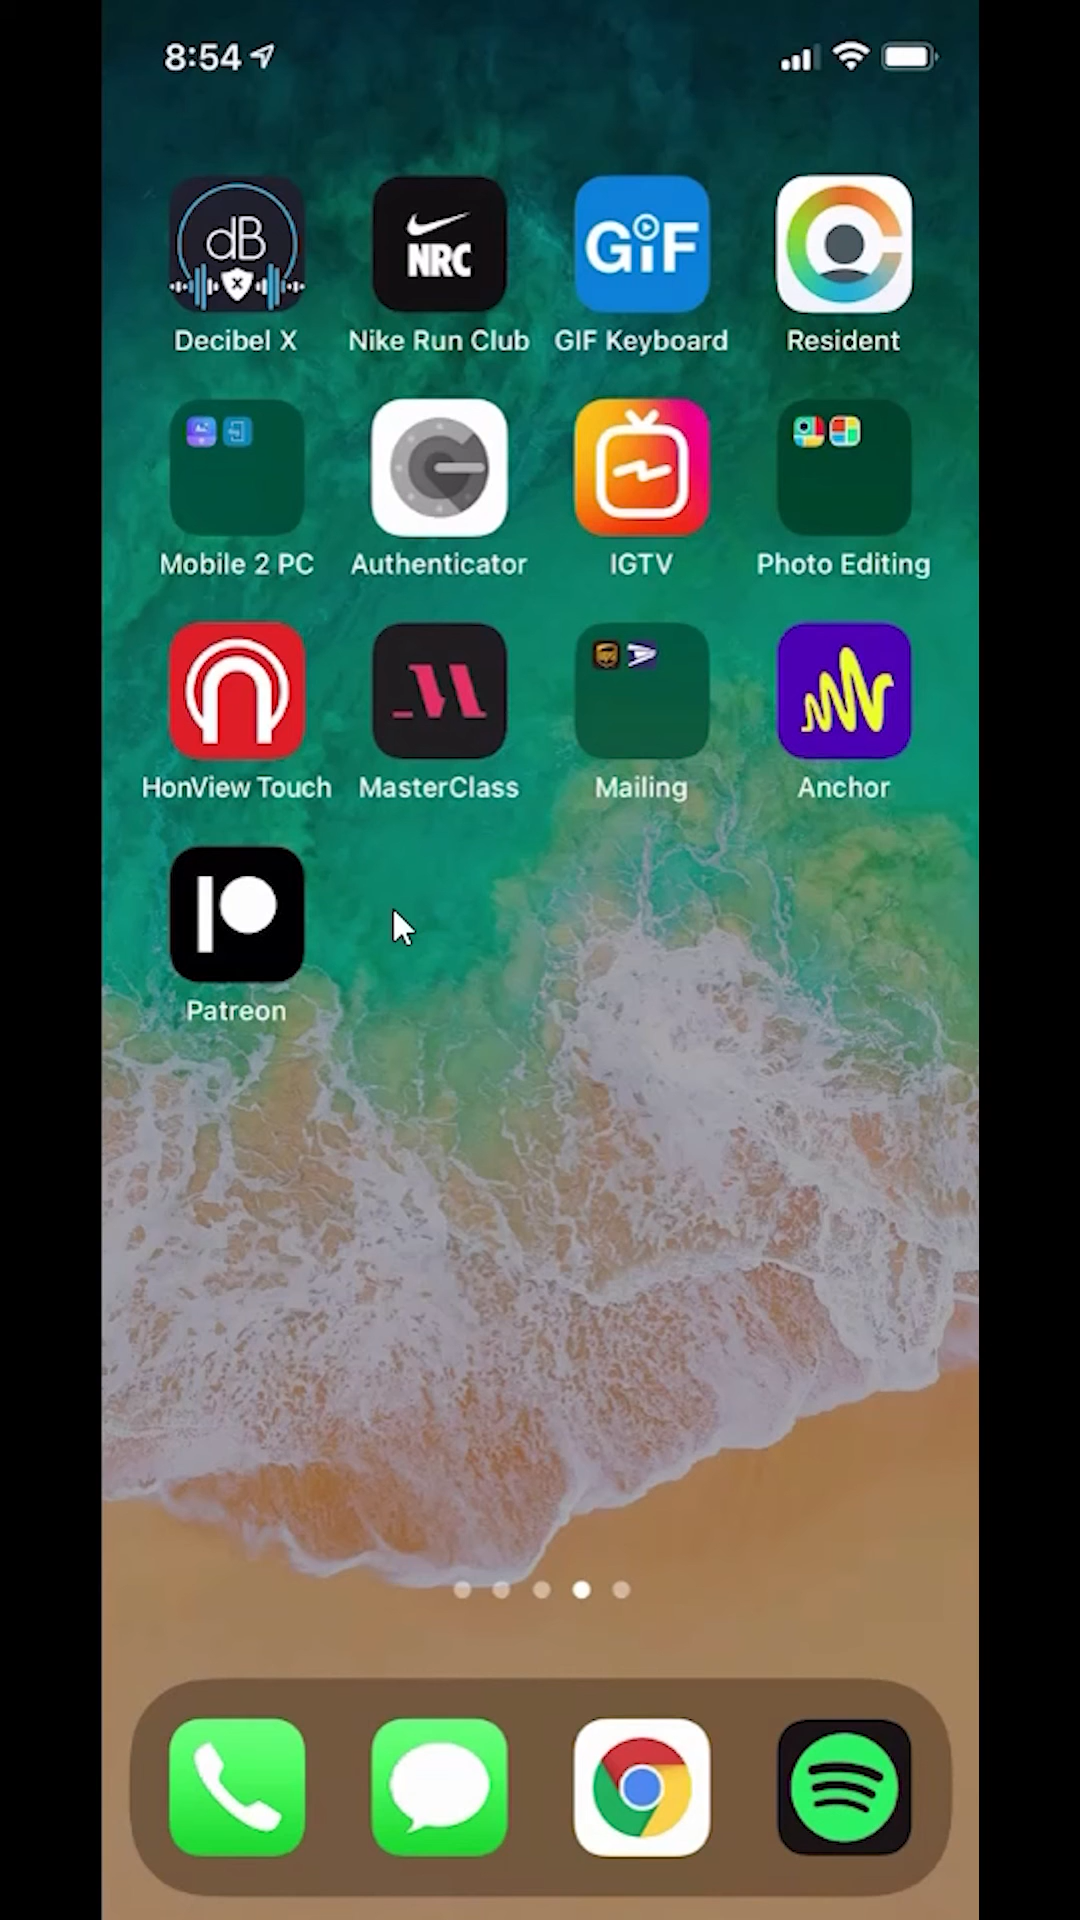 8:54
dB
X
NRC
GiF
Decibel X
Nike Run Club
GIF Keyboard
Resident
Mobile 2 PC
Authenticator
IGTV
Photo Editing
ups
HonView Touch
MasterClass
Mailing
Anchor
Patreon